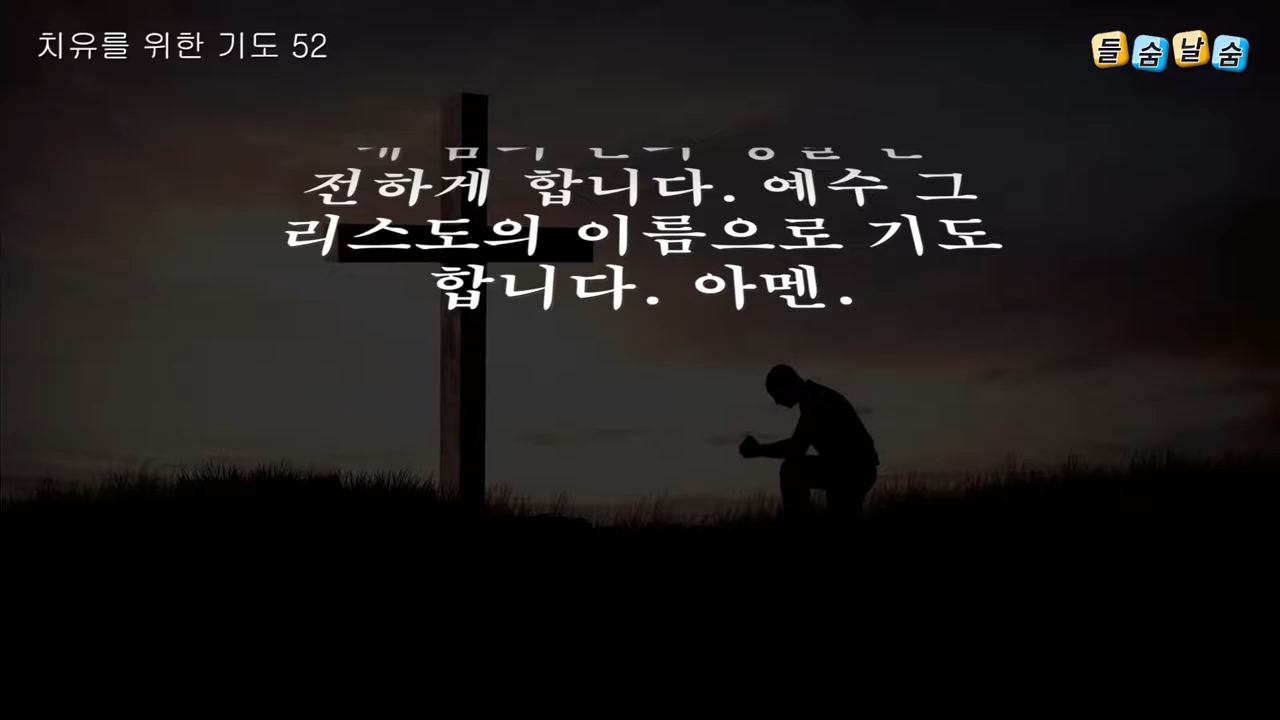 치유를 위한 기도 52
들숨날숨
전하게 합니다. 예수 그
리스도의 이름으로 기도
합니다. 아멘.